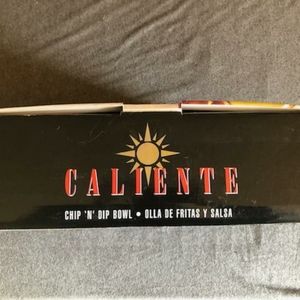 CALIENTE
CHIP 'N' DIP BOWL • OLLA DE FRITAS Y SALSA